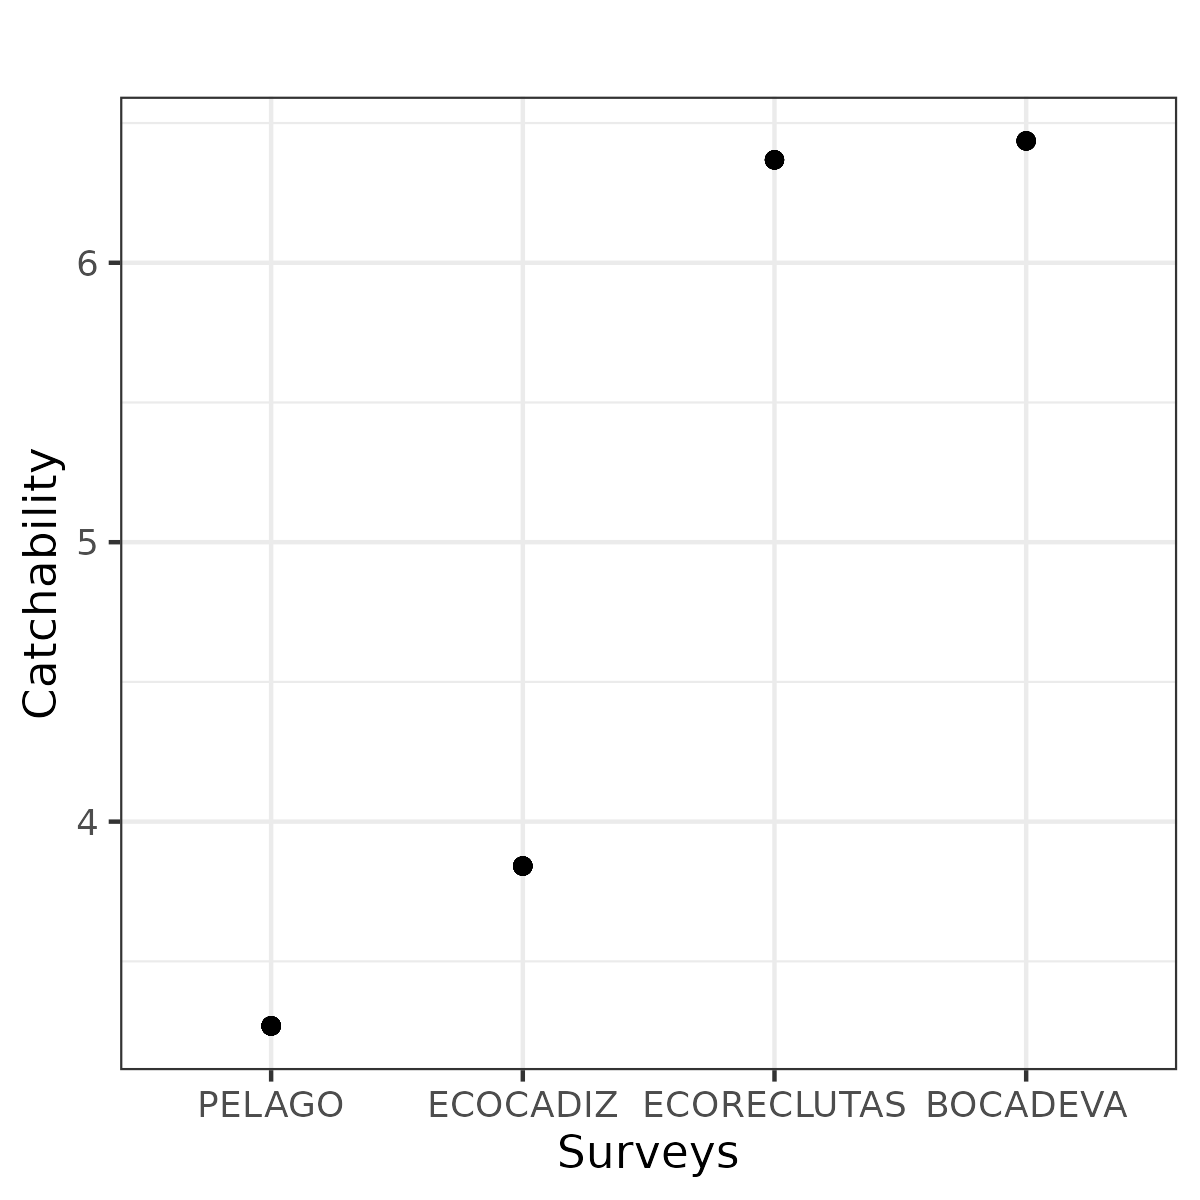 6
5
4
Catchability
PELAGO ECOCADIZ ECORECLUTAS BOCADEVA
Surveys